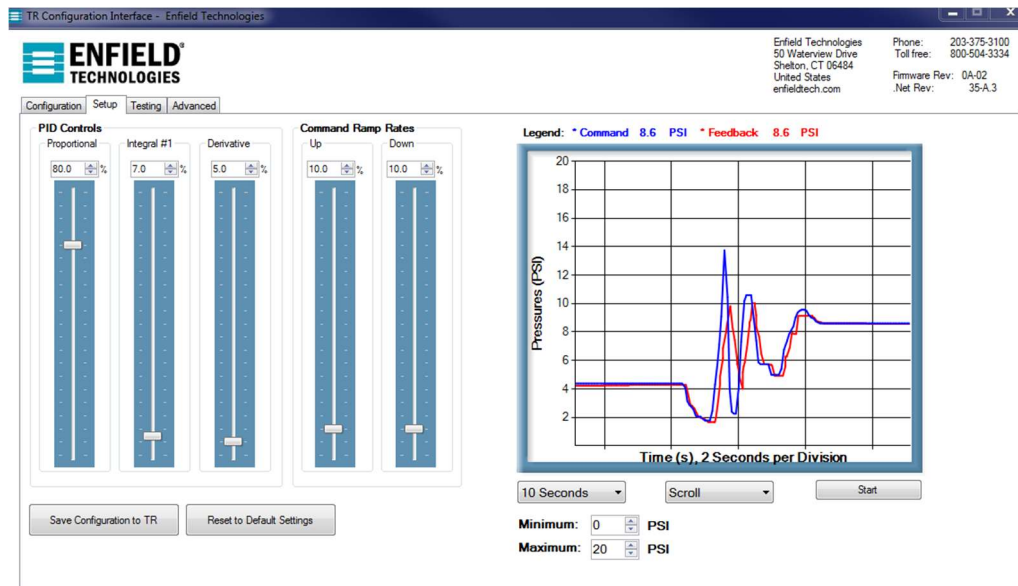 TR Configuration Interface - Enfield Technologies
ENFIELD®
TECHNOLOGIES
Enfield Technologies
50 Waterview Drive
Shelton, CT 06484
United States
enfieldtech.com
Phone: 203-375-3100
Toll free: 800-504-3334
Firmware Rev: 0A-02
.Net Rev: 35-A.3
Configuration Setup Testing Advanced
PID Controls
Proportional Integral #1 Derivative
80.0 % 7.0 % 5.0 %
Command Ramp Rates
Up Down
10.0 % 10.0 %
Save Configuration to TR Reset to Default Settings
Legend: * Command 8.6 PSI * Feedback 8.6 PSI
Pressures (PSI)
20
18
16
14
12
10
8
6
4
2
Time (s), 2 Seconds per Division
10 Seconds Scroll Start
Minimum: 0 PSI
Maximum: 20 PSI